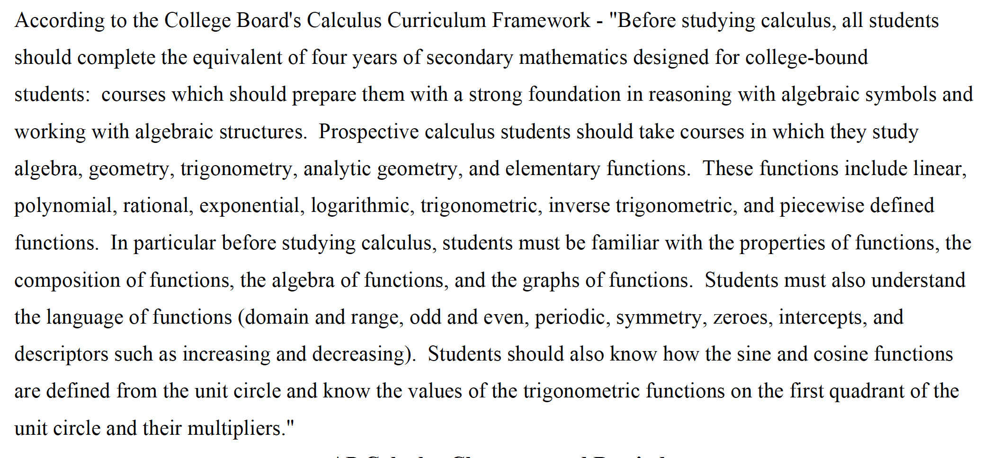 According to the College Board's Calculus Curriculum Framework - "Before studying calculus, all students
should complete the equivalent of four years of secondary mathematics designed for college-bound
students:  courses which should prepare them with a strong foundation in reasoning with algebraic symbols and
working with algebraic structures.  Prospective calculus students should take courses in which they study
algebra, geometry, trigonometry, analytic geometry, and elementary functions.  These functions include linear,
polynomial, rational, exponential, logarithmic, trigonometric, inverse trigonometric, and piecewise defined
functions.  In particular before studying calculus, students must be familiar with the properties of functions, the
composition of functions, the algebra of functions, and the graphs of functions.  Students must also understand
the language of functions (domain and range, odd and even, periodic, symmetry, zeroes, intercepts, and
descriptors such as increasing and decreasing).  Students should also know how the sine and cosine functions
are defined from the unit circle and know the values of the trigonometric functions on the first quadrant of the
unit circle and their multipliers."